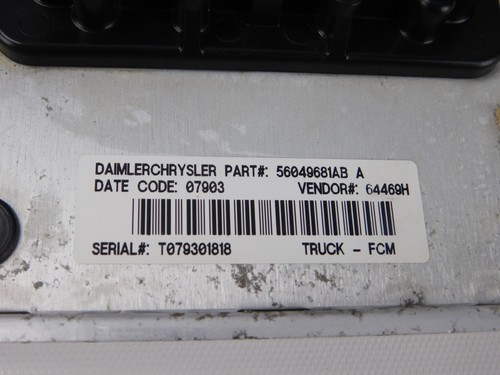 DAIMLERCHRYSLER PART#: 56049681AB A
DATE CODE: 07903 VENDOR#: 64469H
SERIAL#: T079301818 TRUCK - FCM